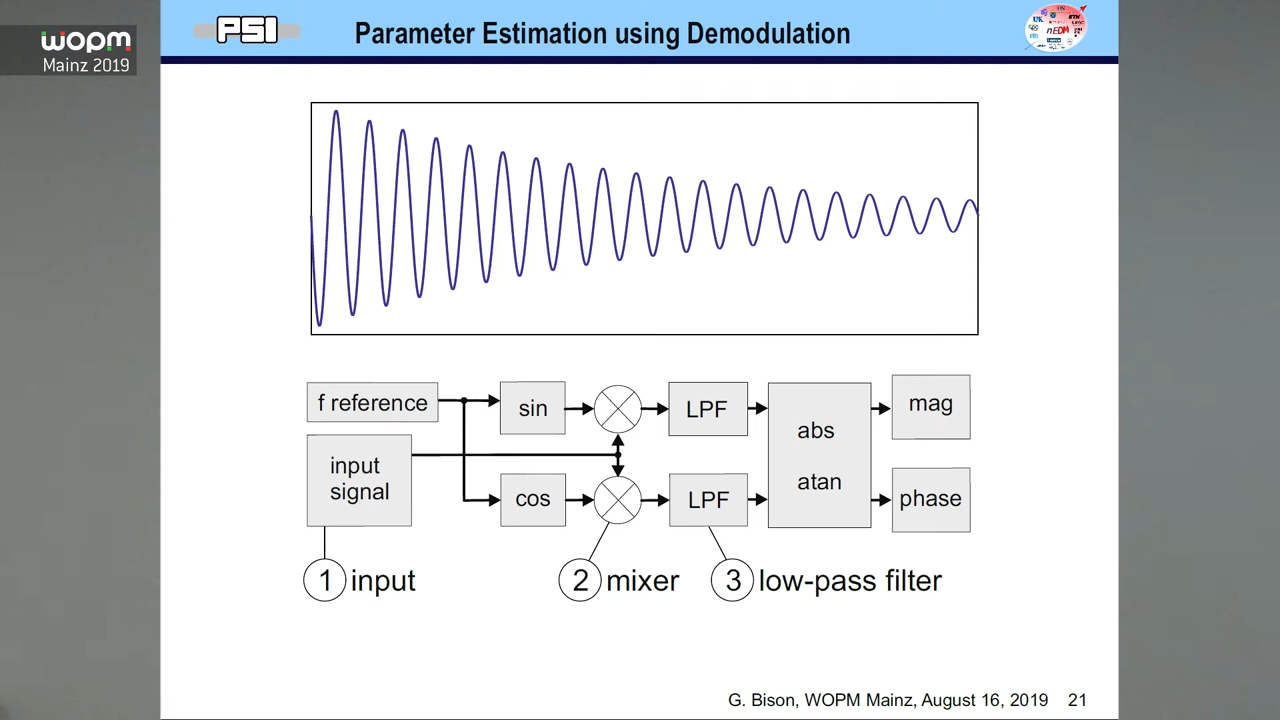 wopm
Mainz 2019
PSI
Parameter Estimation using Demodulation
nEDM
f reference
sin
LPF
abs
mag
input
signal
cos
LPF
atan
phase
1 input
2 mixer
3 low-pass filter
G. Bison, WOPM Mainz, August 16, 2019 21